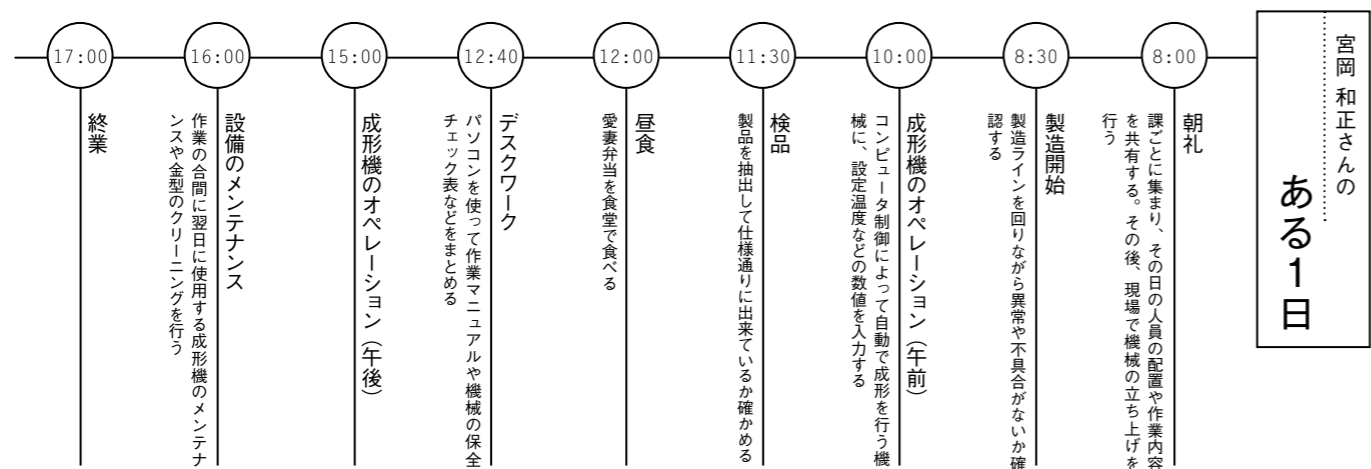 宮岡 和正さんの
ある1日
8:00
朝礼
課ごとに集まり、その日の人員の配置や作業内容
を共有する。その後、現場で機械の立ち上げを
行う
8:30
製造開始
製造ラインを回りながら異常や不具合がないか確
認する
10:00
成形機のオペレーション（午前）
コンピュータ制御によって自動で成形を行う機
械に、設定温度などの数値を入力する
11:30
検品
製品を抽出して仕様通りに出来ているか確かめる
12:00
昼食
愛妻弁当を食堂で食べる
12:40
デスクワーク
パソコンを使って作業マニュアルや機械の保全
チェック表などをまとめる
15:00
成形機のオペレーション（午後）
16:00
設備のメンテナンス
作業の合間に翌日に使用する成形機のメンテナ
ンスや金型のクリーニングを行う
17:00
終業